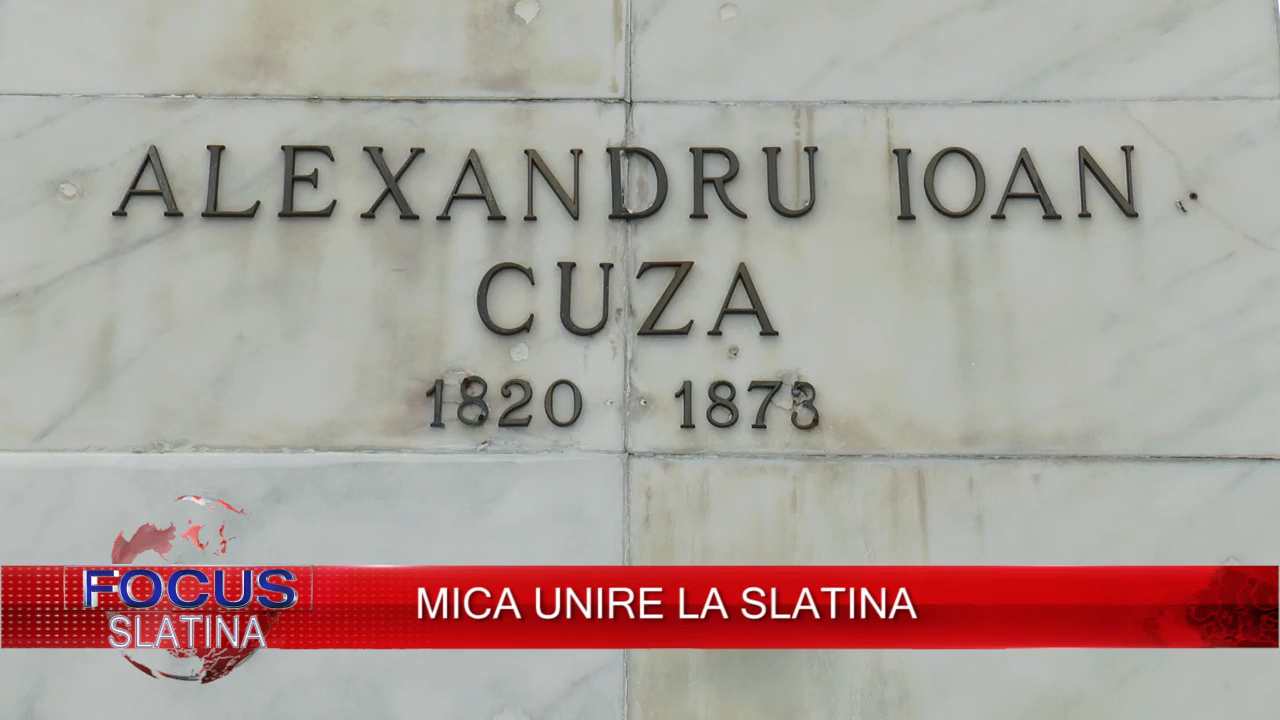 ALEXANDRU IOAN
CUZA
1820 1873
FOCUS
SLATINA
MICA UNIRE LA SLATINA